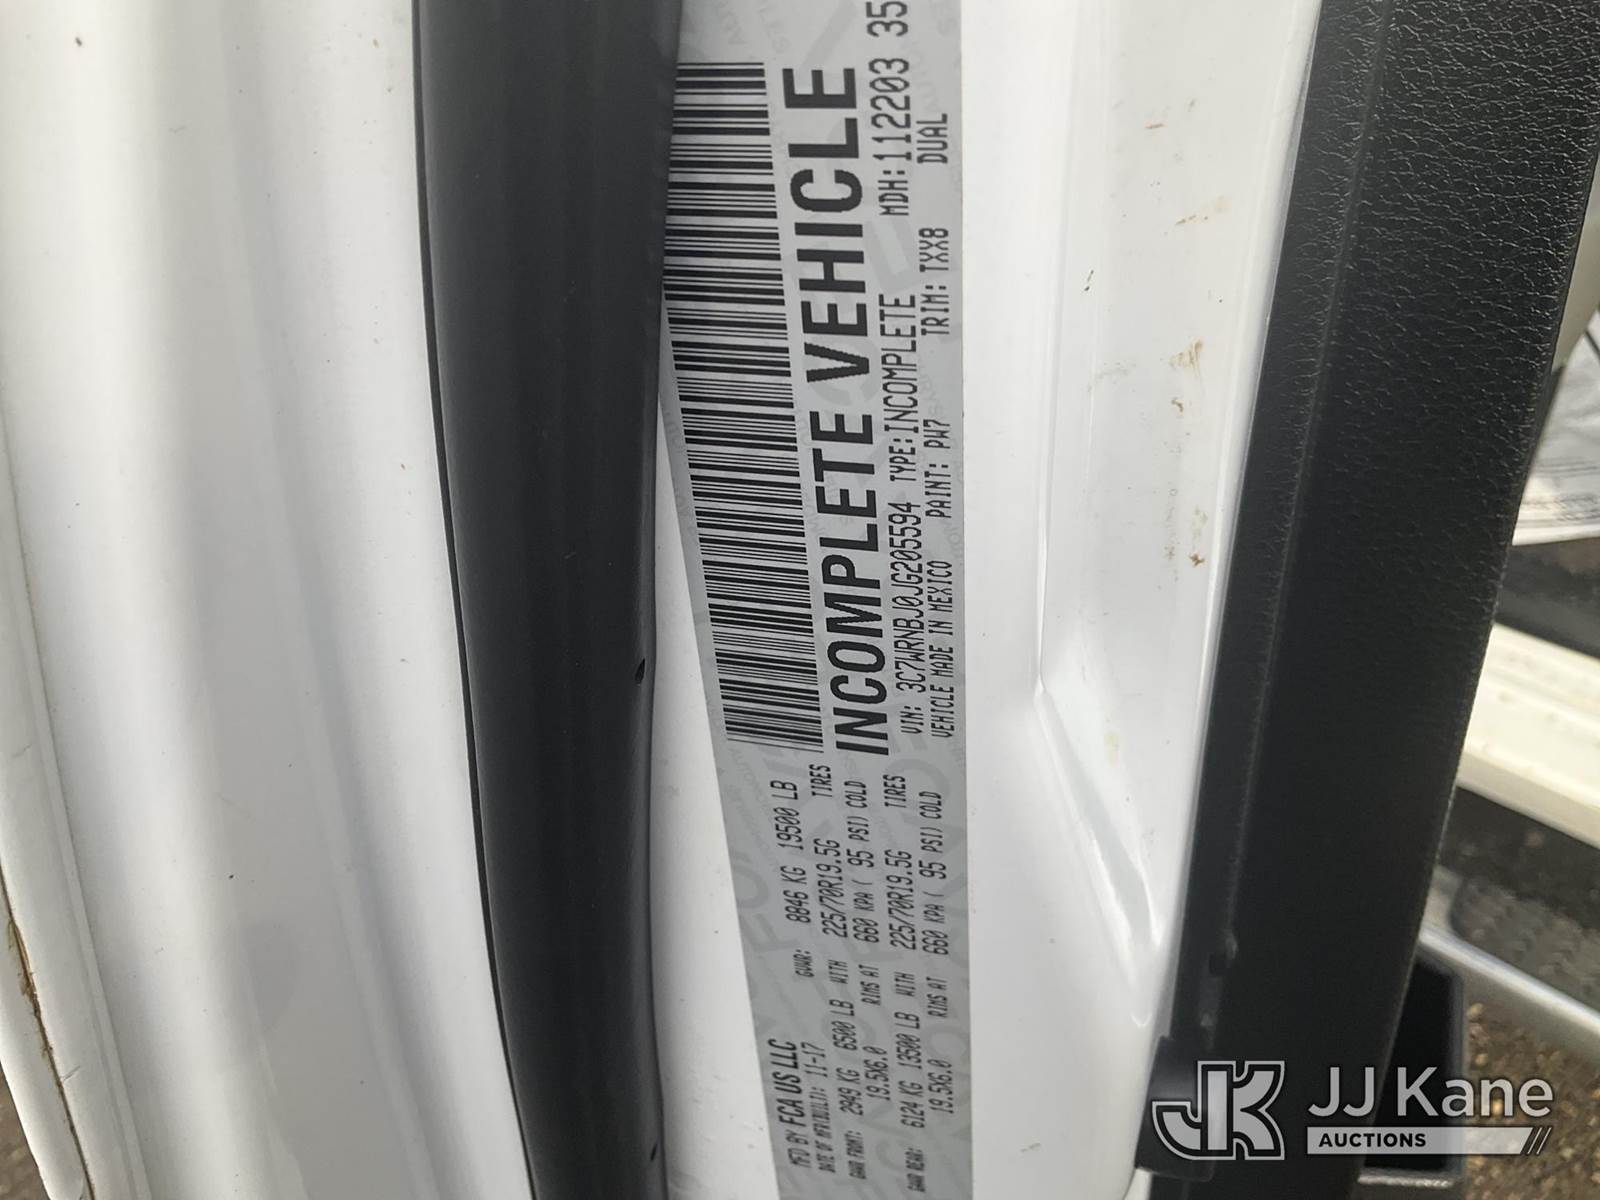 MFD BY FCA US LLC
DATE OF MFR(BUILT): 11-17 GVWR: 8846 KG 19500 LB
GAWR FRONT: 2949 KG 6500 LB WITH 225/70R19.5G TIRES
19.5X6.0 RIMS AT 660 KPA ( 95 PSI) COLD
GAWR REAR: 6124 KG 13500 LB WITH 225/70R19.5G TIRES
19.5X6.0 RIMS AT 660 KPA ( 95 PSI) COLD
INCOMPLETE VEHICLE
VIN: 3C7WRNBJ0JG205594 TYPE:INCOMPLETE MDH:112203 35
VEHICLE MADE IN MEXICO PAINT: PW7 TRIM: TXX8 DUAL
JJ Kane
AUCTIONS